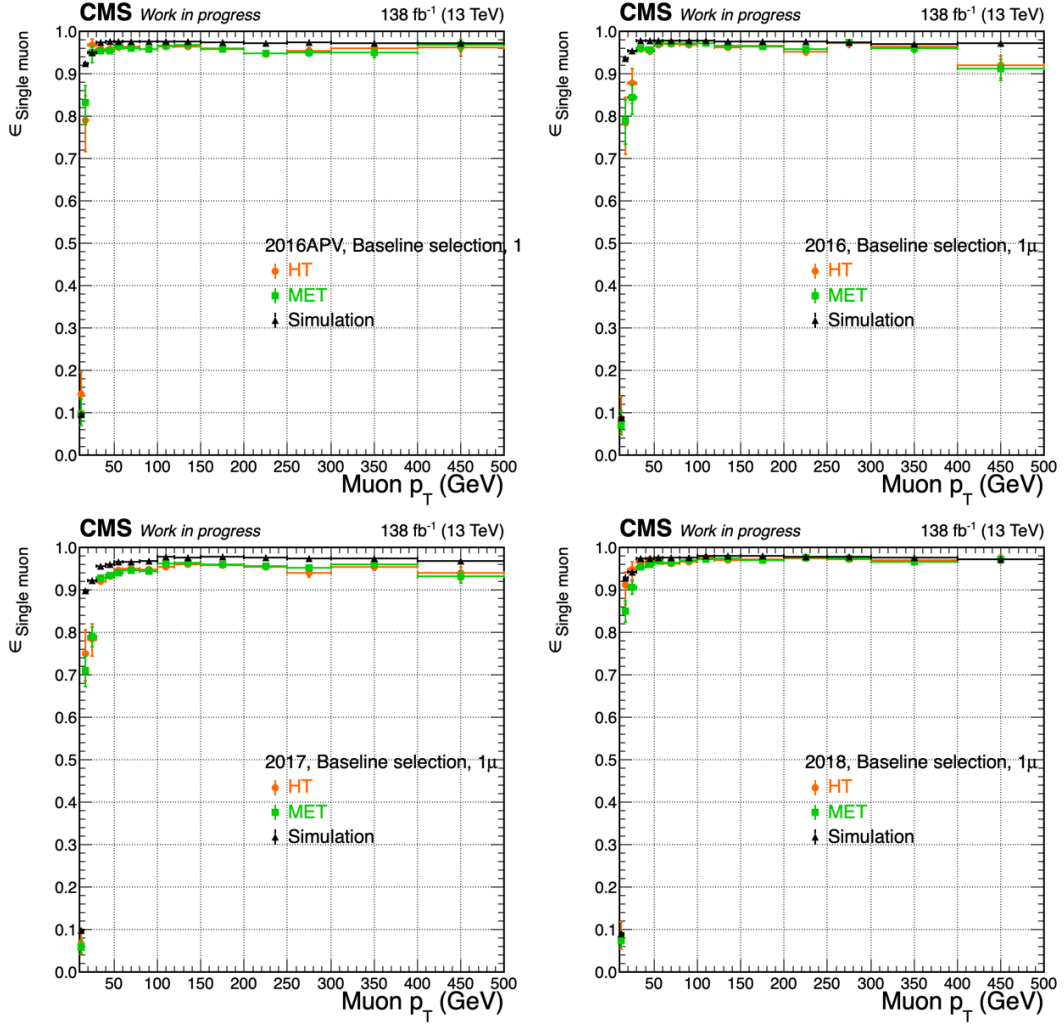 CMS Work in progress 138 fb⁻¹ (13 TeV)
1.0
0.9
0.8
0.7
0.6
0.5
0.4
0.3
0.2
0.1
0.0
ϵ Single muon
2016APV, Baseline selection, 1
HT
MET
Simulation
50 100 150 200 250 300 350 400 450 500
Muon p_T (GeV)
CMS Work in progress 138 fb⁻¹ (13 TeV)
1.0
0.9
0.8
0.7
0.6
0.5
0.4
0.3
0.2
0.1
0.0
ϵ Single muon
2016, Baseline selection, 1μ
HT
MET
Simulation
50 100 150 200 250 300 350 400 450 500
Muon p_T (GeV)
CMS Work in progress 138 fb⁻¹ (13 TeV)
1.0
0.9
0.8
0.7
0.6
0.5
0.4
0.3
0.2
0.1
0.0
ϵ Single muon
2017, Baseline selection, 1μ
HT
MET
Simulation
50 100 150 200 250 300 350 400 450 500
Muon p_T (GeV)
CMS Work in progress 138 fb⁻¹ (13 TeV)
1.0
0.9
0.8
0.7
0.6
0.5
0.4
0.3
0.2
0.1
0.0
ϵ Single muon
2018, Baseline selection, 1μ
HT
MET
Simulation
50 100 150 200 250 300 350 400 450 500
Muon p_T (GeV)